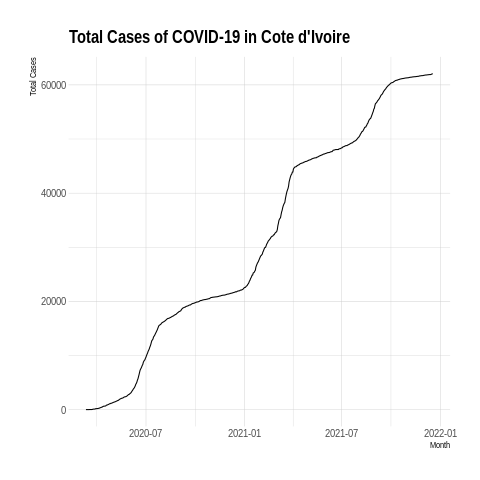 Total Cases of COVID-19 in Cote d'Ivoire
Total Cases
60000
40000
20000
0
2020-07 2021-01 2021-07 2022-01
Month